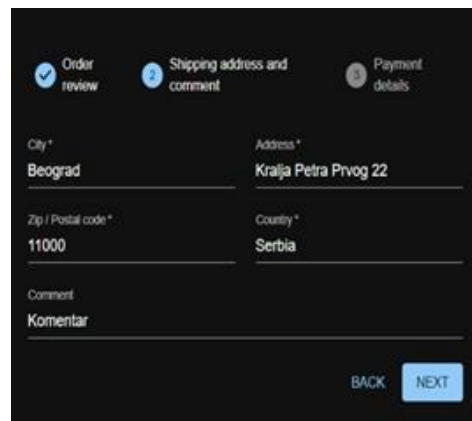 Order
review
2
Shipping address and
comment
3
Payment
details
City *
Beograd
Address *
Kralja Petra Prvog 22
Zip / Postal code *
11000
Country *
Serbia
Comment
Komentar
BACK
NEXT